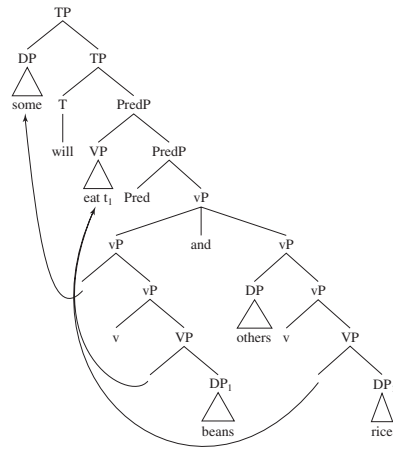 TP
DP TP
some T PredP
will VP PredP
eat t₁ Pred vP
vP and vP
vP DP vP
v VP others v VP
DP₁ DP
beans rice